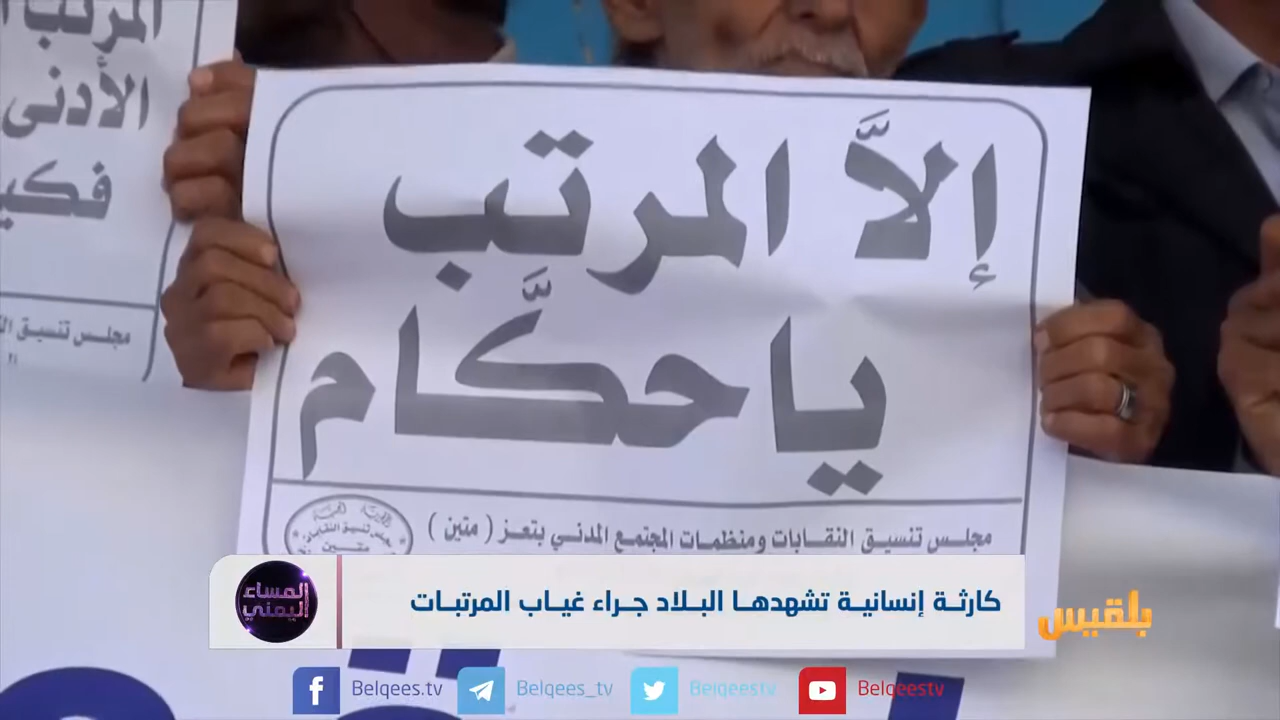 المرتب
الأدنى
مجلس تنسيق
إلاَّ المرتب
ياحكَّام
مجلس تنسيق النقابات ومنظمات المجتمع المدني بتعز ( متين )
متين
المساء
اليمني
كارثة إنسانية تشهدها البلاد جراء غياب المرتبات
بلقيس
Belqees.tv
Belqees_tv
Belqeestv
Belqeestv